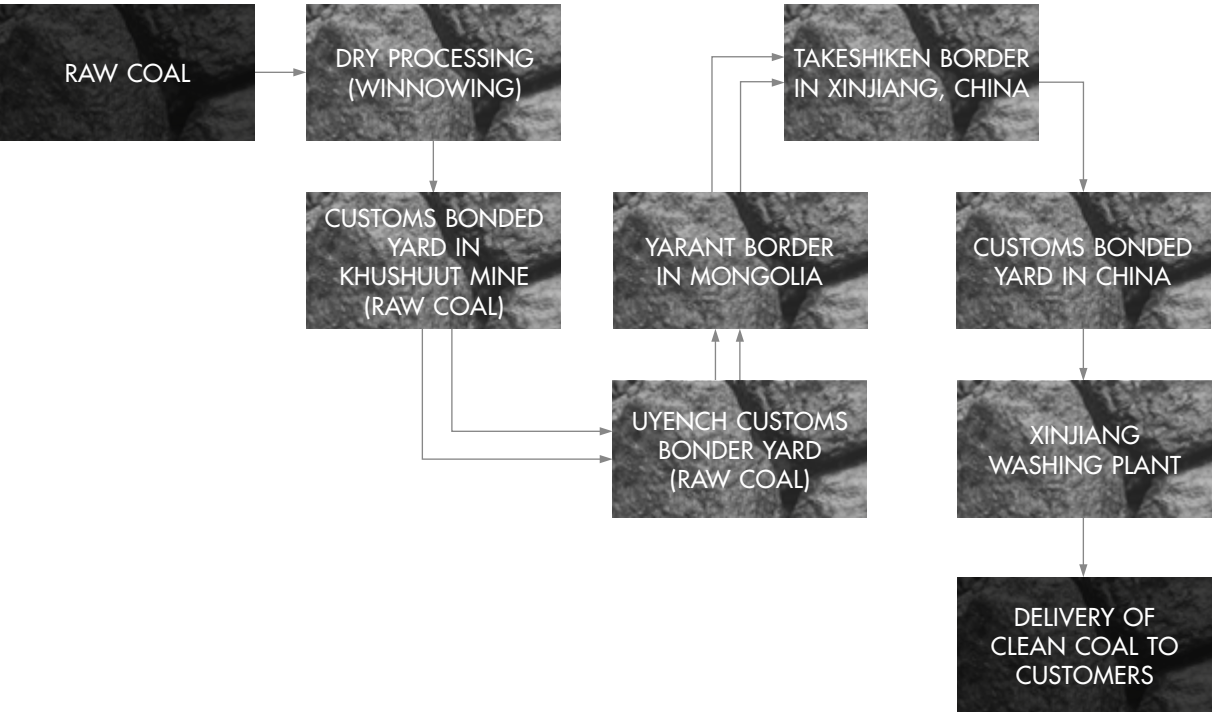 RAW COAL
DRY PROCESSING
(WINNOWING)
CUSTOMS BONDED
YARD IN
KHUSHUUT MINE
(RAW COAL)
UYENCH CUSTOMS
BONDER YARD
(RAW COAL)
YARANT BORDER
IN MONGOLIA
TAKESHIKEN BORDER
IN XINJIANG, CHINA
CUSTOMS BONDED
YARD IN CHINA
XINJIANG
WASHING PLANT
DELIVERY OF
CLEAN COAL TO
CUSTOMERS